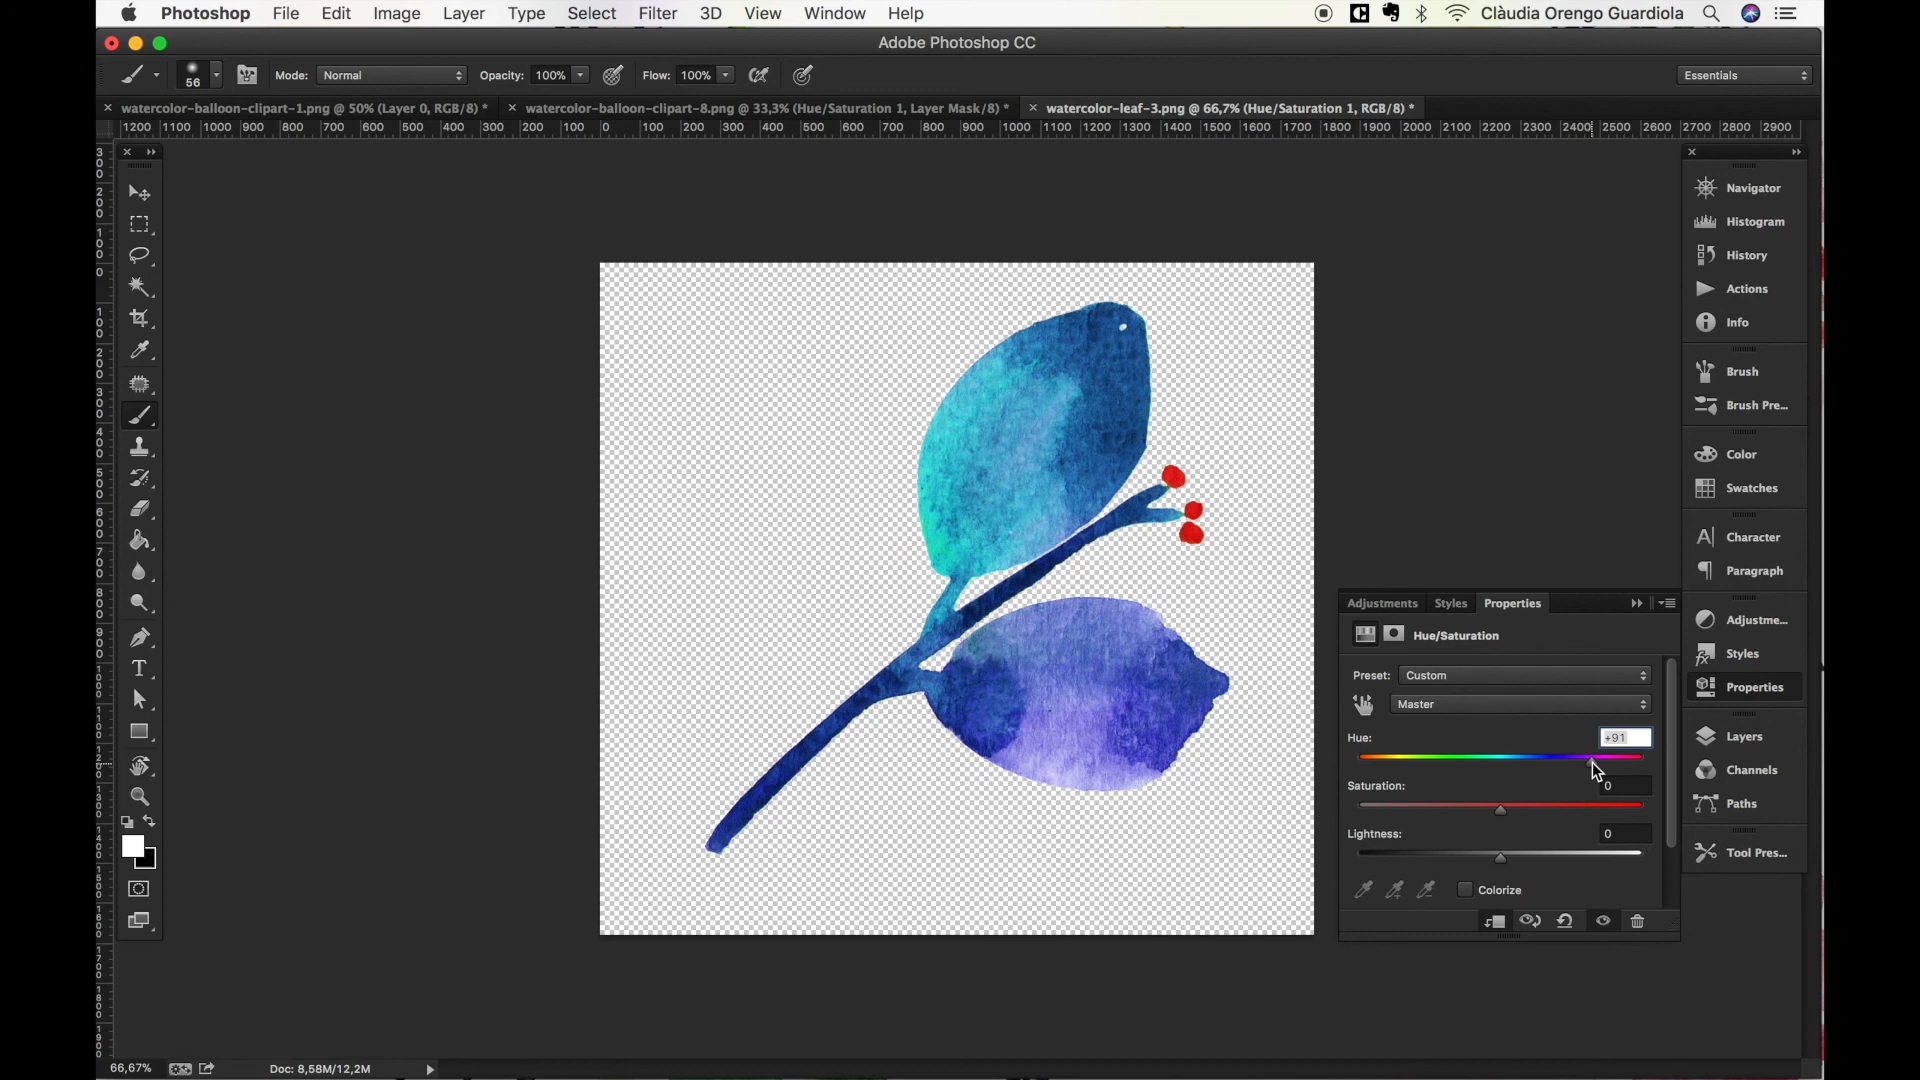 Photoshop File Edit Image Layer Type Select Filter 3D View Window Help Clàudia Orengo Guardiola
Adobe Photoshop CC
56 Mode: Normal Opacity: 100% Flow: 100% Essentials
× watercolor-balloon-clipart-1.png @ 50% (Layer 0, RGB/8) * × watercolor-balloon-clipart-8.png @ 33,3% (Hue/Saturation 1, Layer Mask/8) * × watercolor-leaf-3.png @ 66,7% (Hue/Saturation 1, RGB/8) *
1200 1100 1000 900 800 700 600 500 400 300 200 100 0 100 200 300 400 500 600 700 800 900 1000 1100 1200 1300 1400 1500 1600 1700 1800 1900 2000 2100 2200 2300 2400 2500 2600 2700 2800 2900
Navigator
Histogram
History
Actions
Info
Brush
Brush Pre...
Color
Swatches
Character
Paragraph
Adjustme...
Styles
Properties
Layers
Channels
Paths
Tool Pres...
Adjustments Styles Properties
Hue/Saturation
Preset: Custom
Master
Hue: +91
Saturation: 0
Lightness: 0
Colorize
66,67% Doc: 8,58M/12,2M